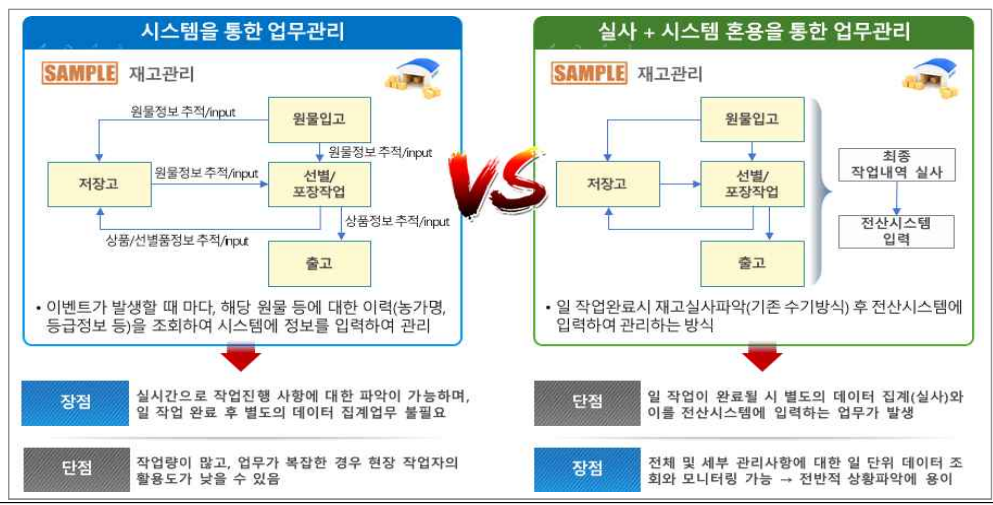 시스템을 통한 업무관리
SAMPLE 재고관리
원물정보 추적/input
원물입고
원물정보 추적/input
저장고
원물정보 추적/input
선별/
포장작업
상품정보 추적/input
상품/선별품정보 추적/input
출고
• 이벤트가 발생할 때 마다, 해당 원물 등에 대한 이력(농가명,
등급정보 등)을 조회하여 시스템에 정보를 입력하여 관리
장점
실시간으로 작업진행 사항에 대한 파악이 가능하며,
일 작업 완료 후 별도의 데이터 집계업무 불필요
단점
작업량이 많고, 업무가 복잡한 경우 현장 작업자의
활용도가 낮을 수 있음
VS
실사 + 시스템 혼용을 통한 업무관리
SAMPLE 재고관리
원물입고
저장고
선별/
포장작업
출고
최종
작업내역 실사
전산시스템
입력
• 일 작업완료시 재고실사파악(기존 수기방식) 후 전산시스템에
입력하여 관리하는 방식
단점
일 작업이 완료될 시 별도의 데이터 집계(실사)와
이를 전산시스템에 입력하는 업무가 발생
장점
전체 및 세부 관리사항에 대한 일 단위 데이터 조
회와 모니터링 가능 → 전반적 상황파악에 용이